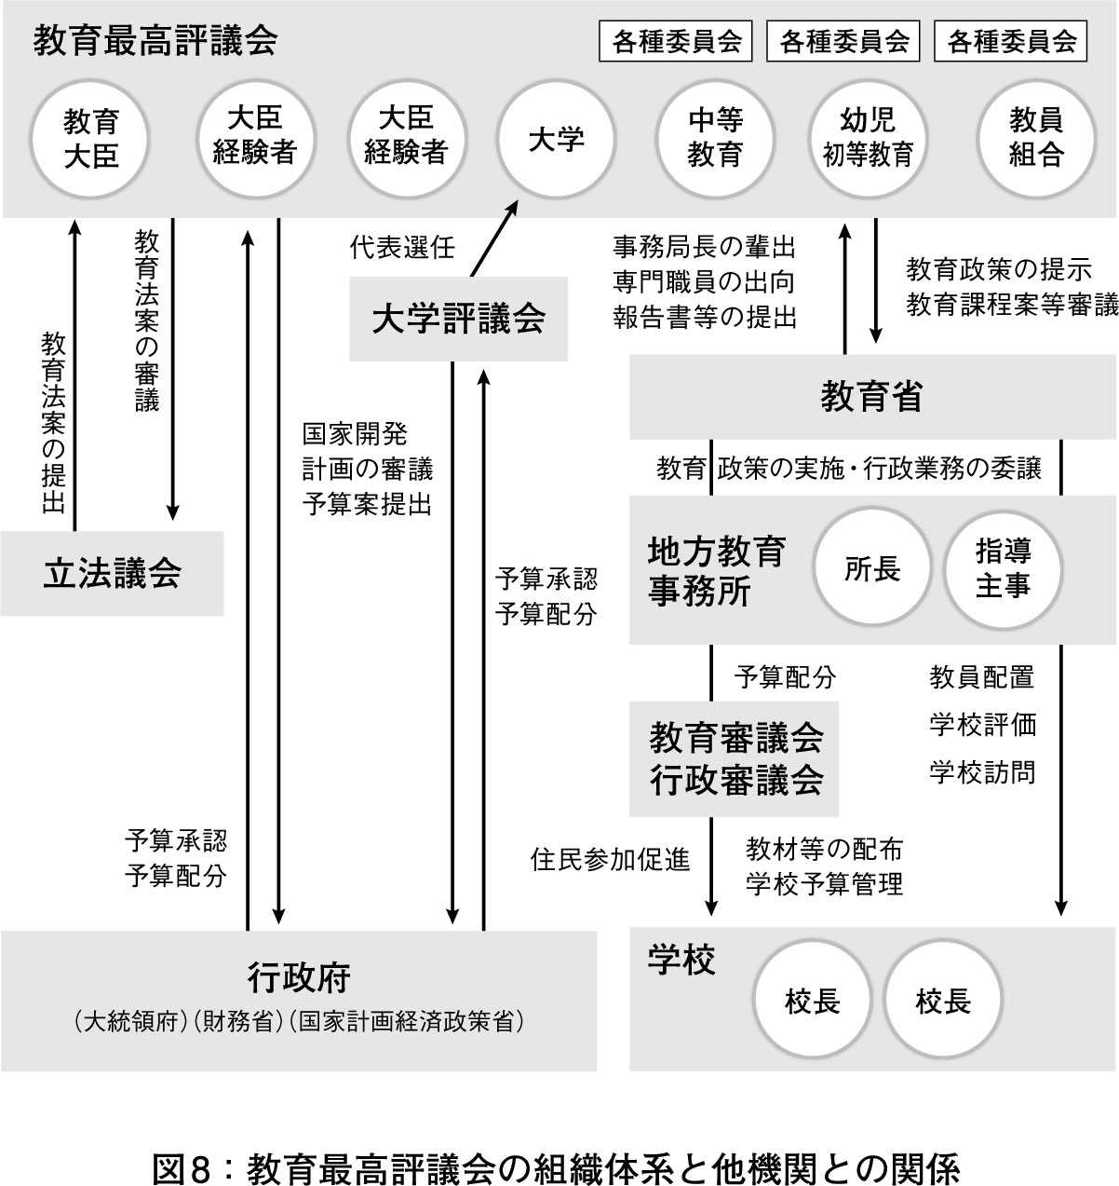 教育最高評議会
各種委員会
各種委員会
各種委員会
教育
大臣
大臣
経験者
大臣
経験者
大学
中等
教育
幼児
初等教育
教員
組合
教育法案の提出
教育法案の審議
代表選任
事務局長の輩出
専門職員の出向
報告書等の提出
教育政策の提示
教育課程案等審議
大学評議会
教育省
国家開発
計画の審議
予算案提出
教育政策の実施・行政業務の委譲
立法議会
地方教育
事務所
所長
指導
主事
予算承認
予算配分
予算配分
教員配置
学校評価
学校訪問
教育審議会
行政審議会
予算承認
予算配分
住民参加促進
教材等の配布
学校予算管理
行政府
（大統領府）（財務省）（国家計画経済政策省）
学校
校長
校長
図8：教育最高評議会の組織体系と他機関との関係